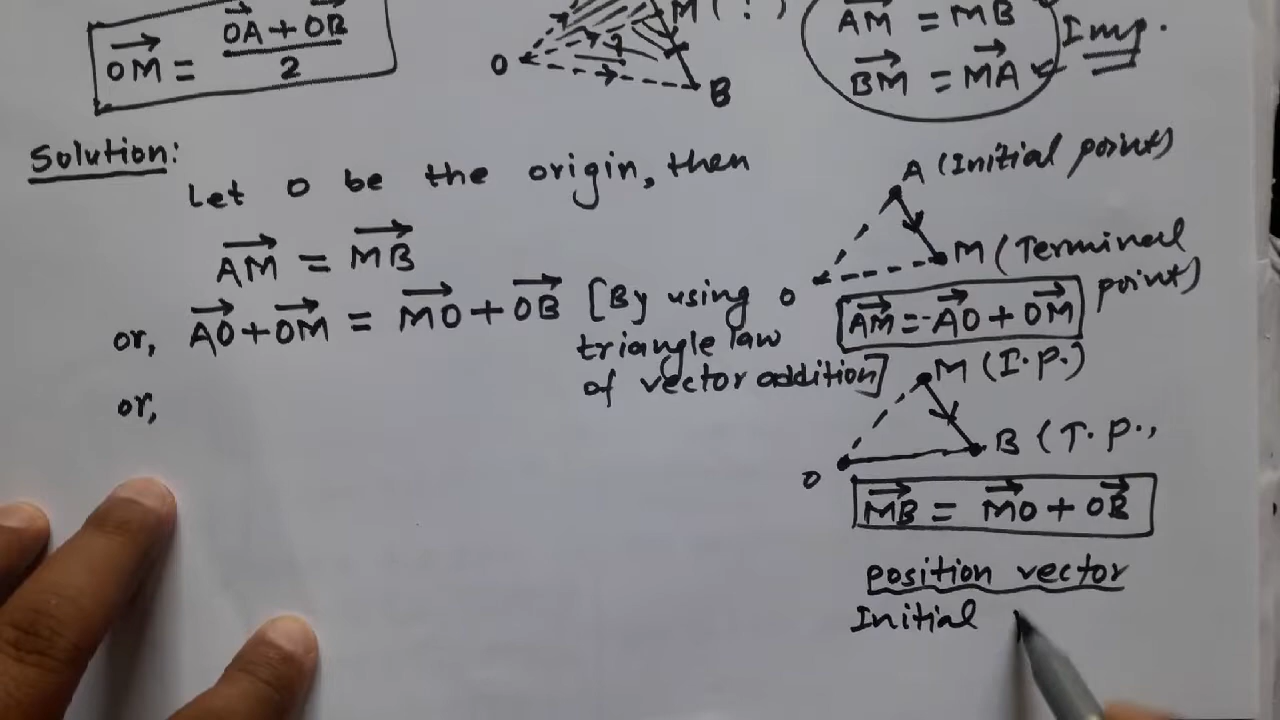 →OM = (→OA + →OB) / 2
M (?)
O
B
→AM = →MB
→BM = →MA
Imp.
Solution:
Let O be the origin, then
→AM = →MB
or, →AO + →OM = →MO + →OB [By using
triangle law
of vector addition]
or,
A (Initial point)
M (Terminal
point)
O
→AM = →AO + →OM
M (I.P.)
B (T.P.,
O
→MB = →MO + →OB
Position vector
Initial